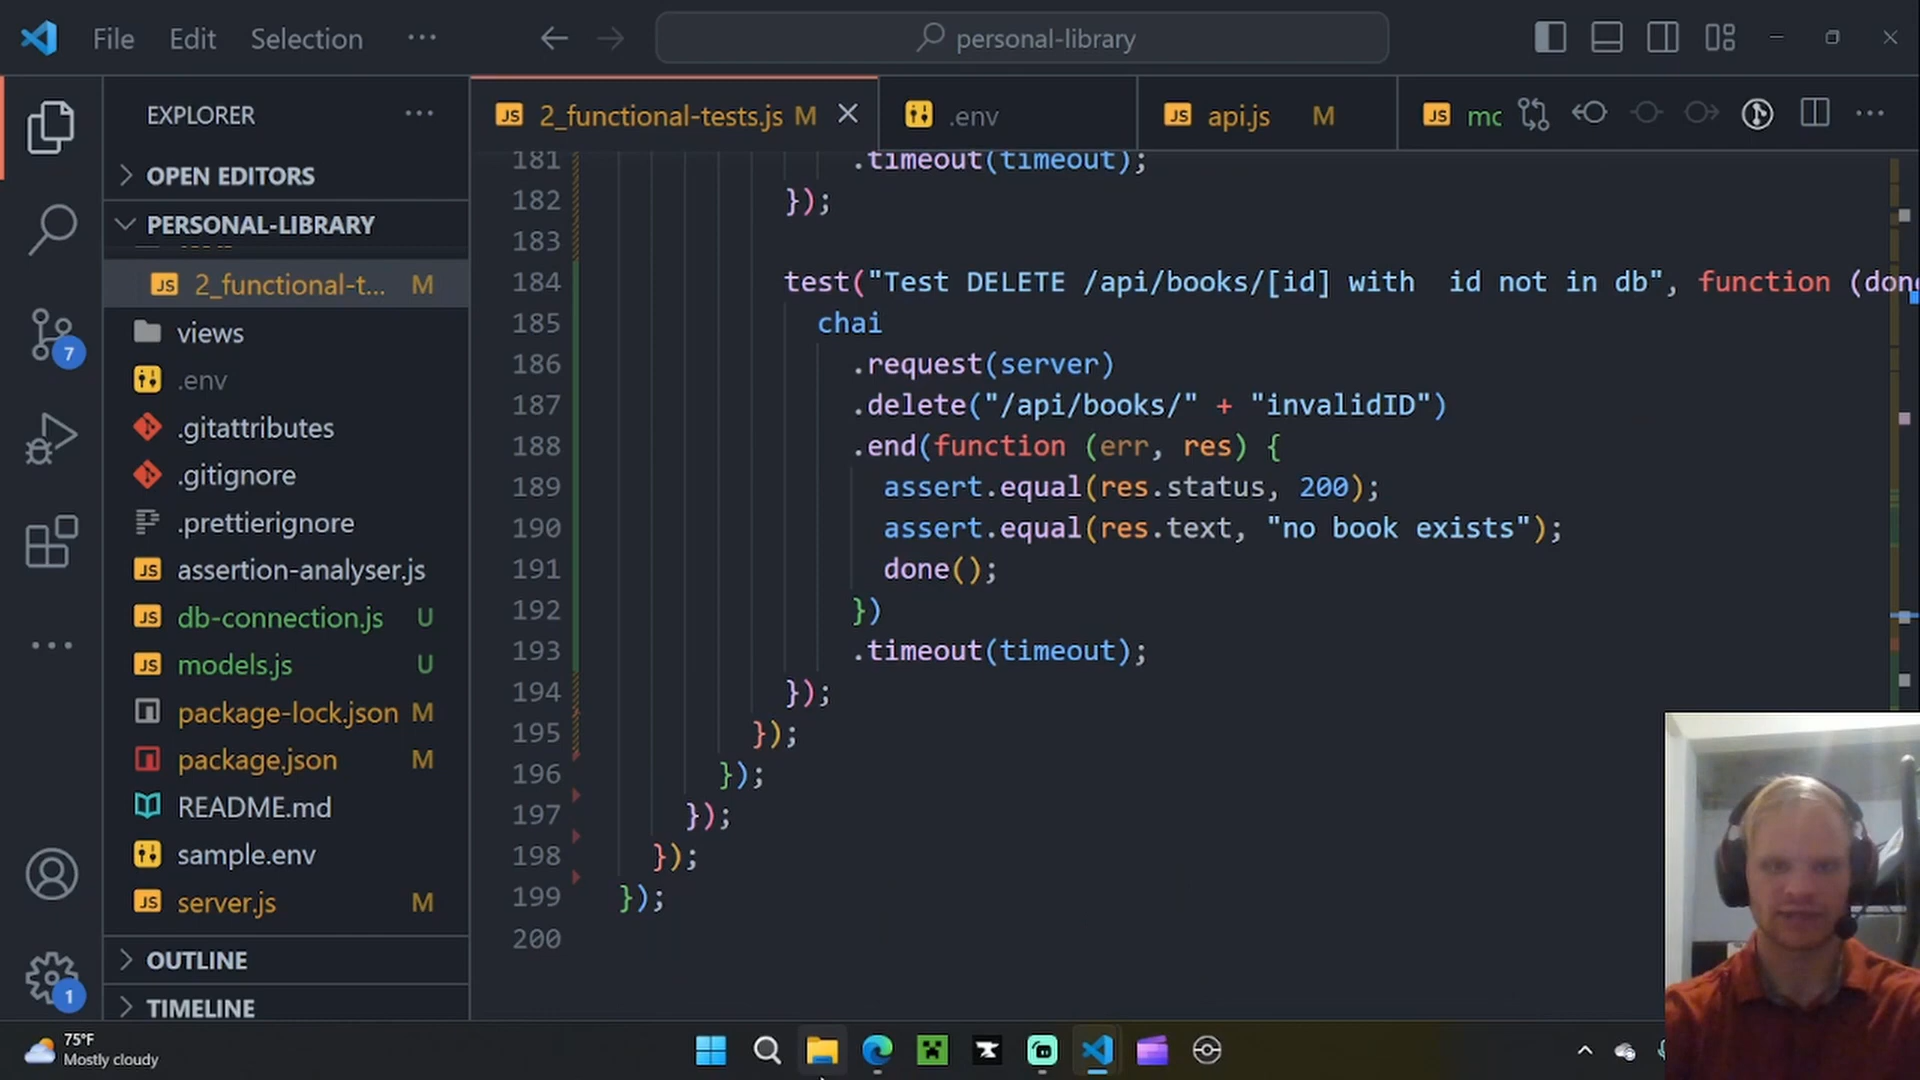 File Edit Selection ···
personal-library
EXPLORER ···
2_functional-tests.js M
.env
api.js M
mc
OPEN EDITORS
PERSONAL-LIBRARY
2_functional-t... M
views
.env
.gitattributes
.gitignore
.prettierignore
assertion-analyser.js
db-connection.js U
models.js U
package-lock.json M
package.json M
README.md
sample.env
server.js M
OUTLINE
TIMELINE
7
1
181 .timeout(timeout);
182 });
183
184 test("Test DELETE /api/books/[id] with  id not in db", function (done
185 chai
186 .request(server)
187 .delete("/api/books/" + "invalidID")
188 .end(function (err, res) {
189 assert.equal(res.status, 200);
190 assert.equal(res.text, "no book exists");
191 done();
192 })
193 .timeout(timeout);
194 });
195 });
196 });
197 });
198 });
199 });
200
75°F
Mostly cloudy